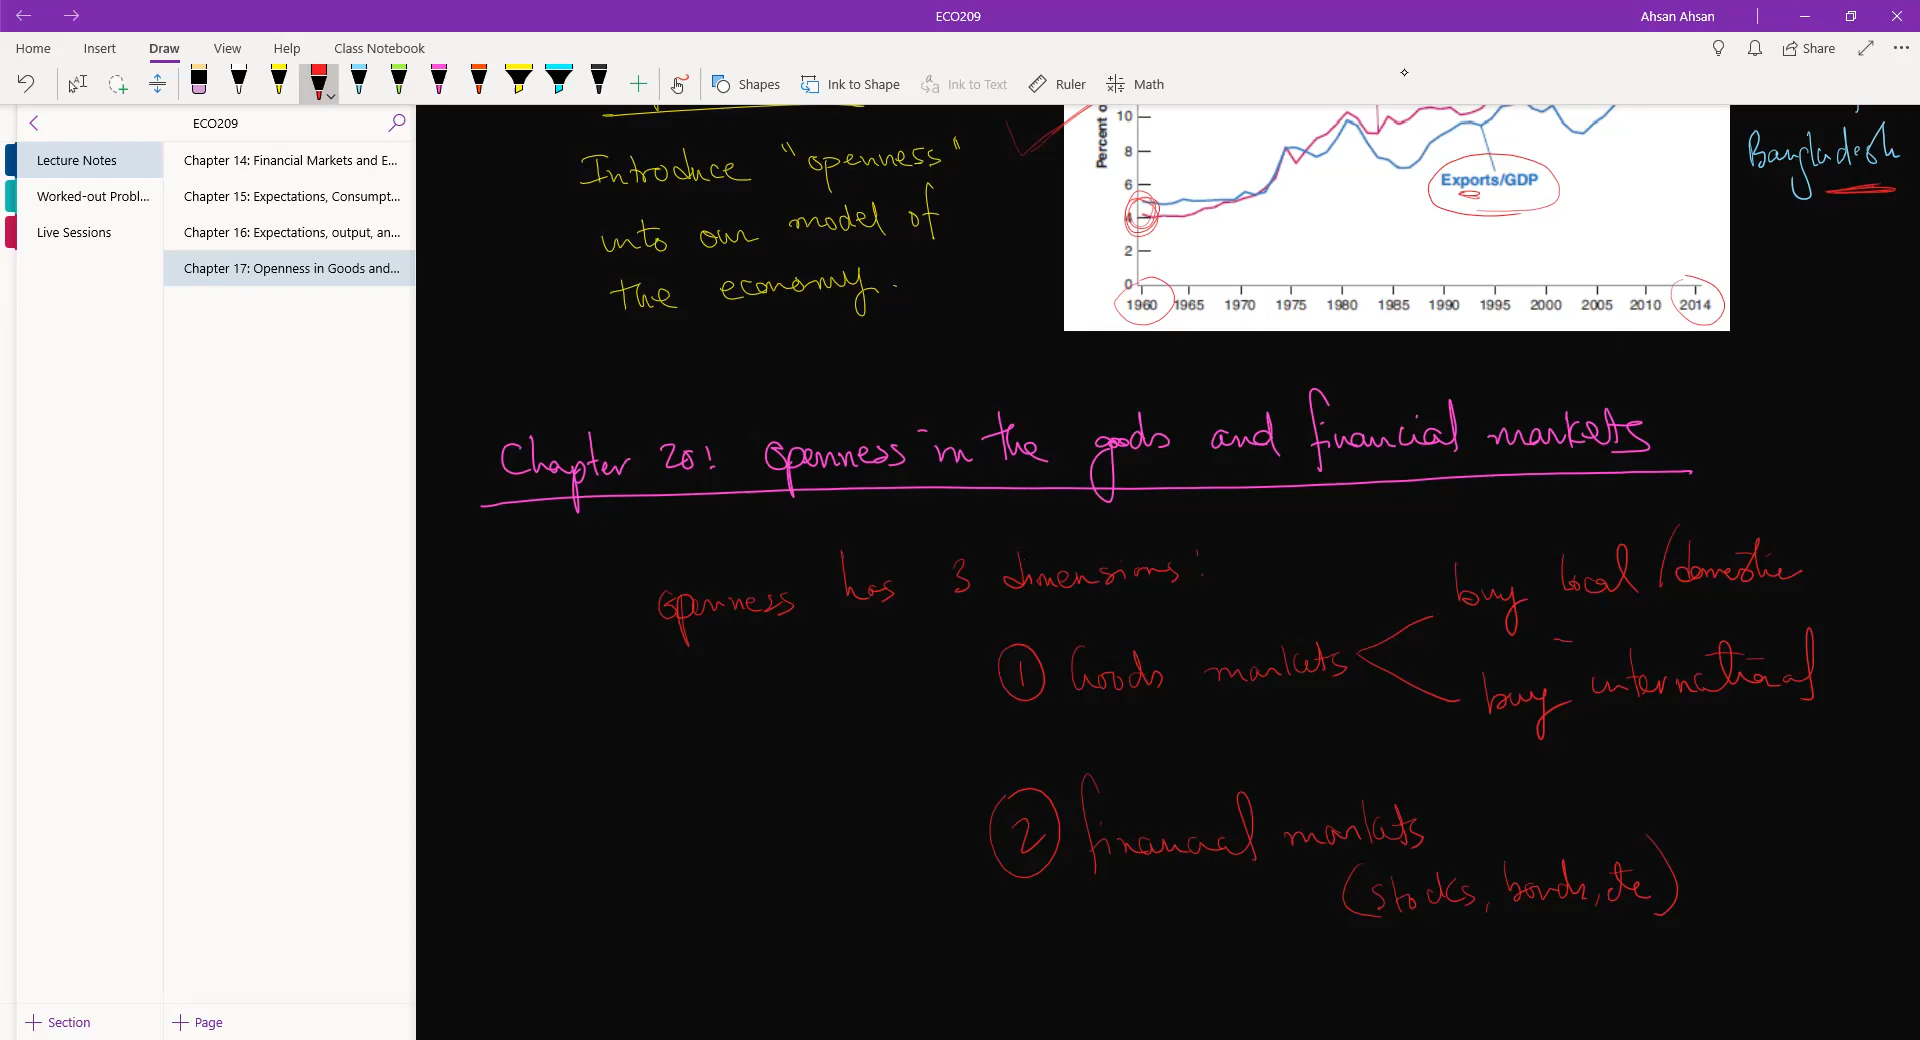 ECO209
Ahsan Ahsan
Home Insert Draw View Help Class Notebook
Share
Shapes Ink to Shape Ink to Text Ruler Math
ECO209
Lecture Notes
Worked-out Probl...
Live Sessions
Chapter 14: Financial Markets and E...
Chapter 15: Expectations, Consumpt...
Chapter 16: Expectations, output, an...
Chapter 17: Openness in Goods and...
Section
Page
Introduce "openness"
into our model of
the economy.
Percent o
10
8
6
4
2
0
Exports/GDP
1960 1965 1970 1975 1980 1985 1990 1995 2000 2005 2010 2014
Bangladesh
Chapter 20: Openness in the goods and financial markets
Openness has 3 dimensions:
① Goods markets
buy local / domestic
buy international
② financial markets
(stocks, bonds, etc)